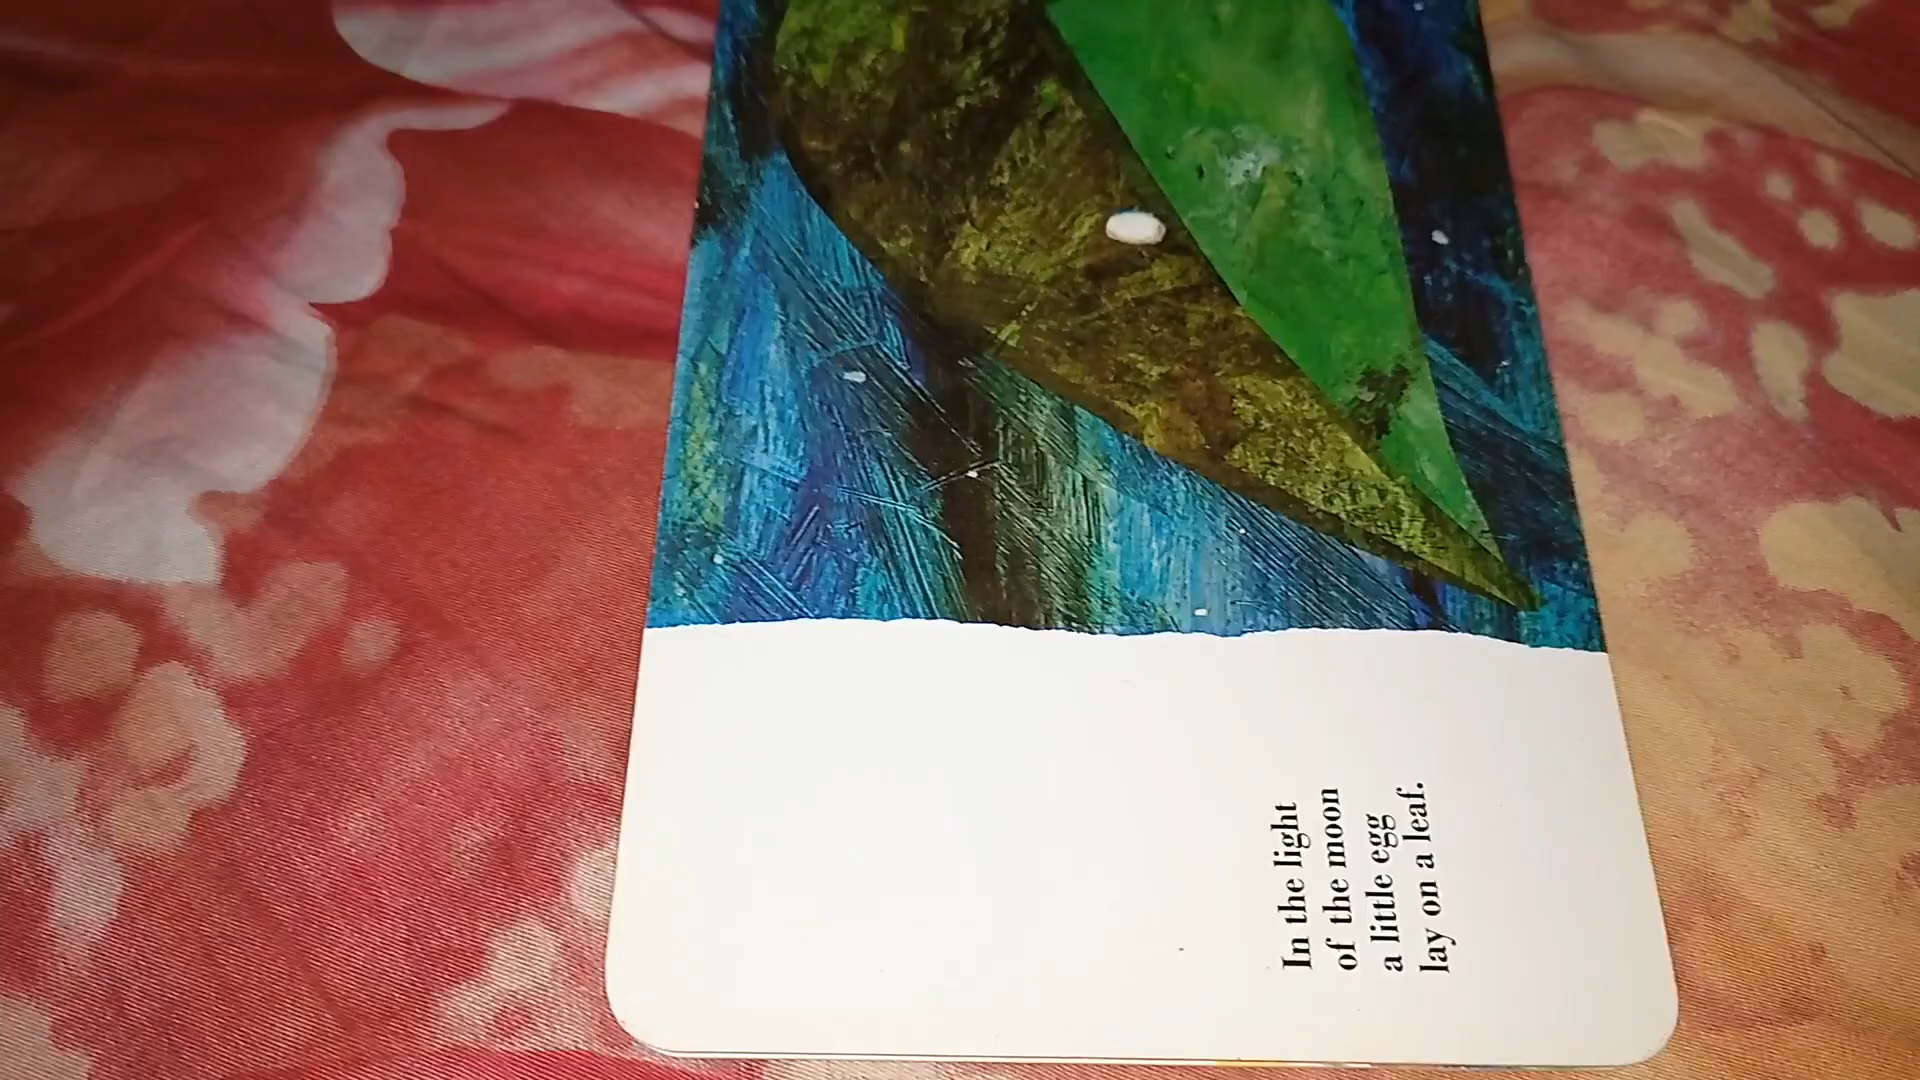 In the light
of the moon
a little egg
lay on a leaf.